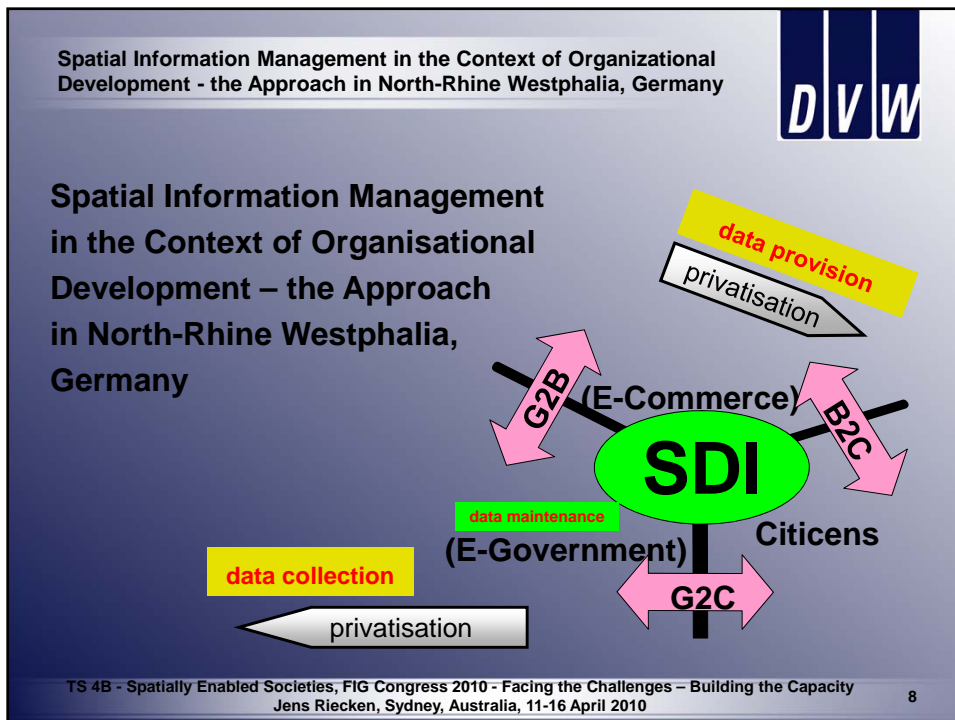 Spatial Information Management in the Context of Organizational
Development - the Approach in North-Rhine Westphalia, Germany
DVW
Spatial Information Management
in the Context of Organisational
Development – the Approach
in North-Rhine Westphalia,
Germany
data provision
privatisation
G2B
(E-Commerce)
B2C
SDI
data maintenance
(E-Government)
Citicens
data collection
G2C
privatisation
TS 4B - Spatially Enabled Societies, FIG Congress 2010 - Facing the Challenges – Building the Capacity
Jens Riecken, Sydney, Australia, 11-16 April 2010
8